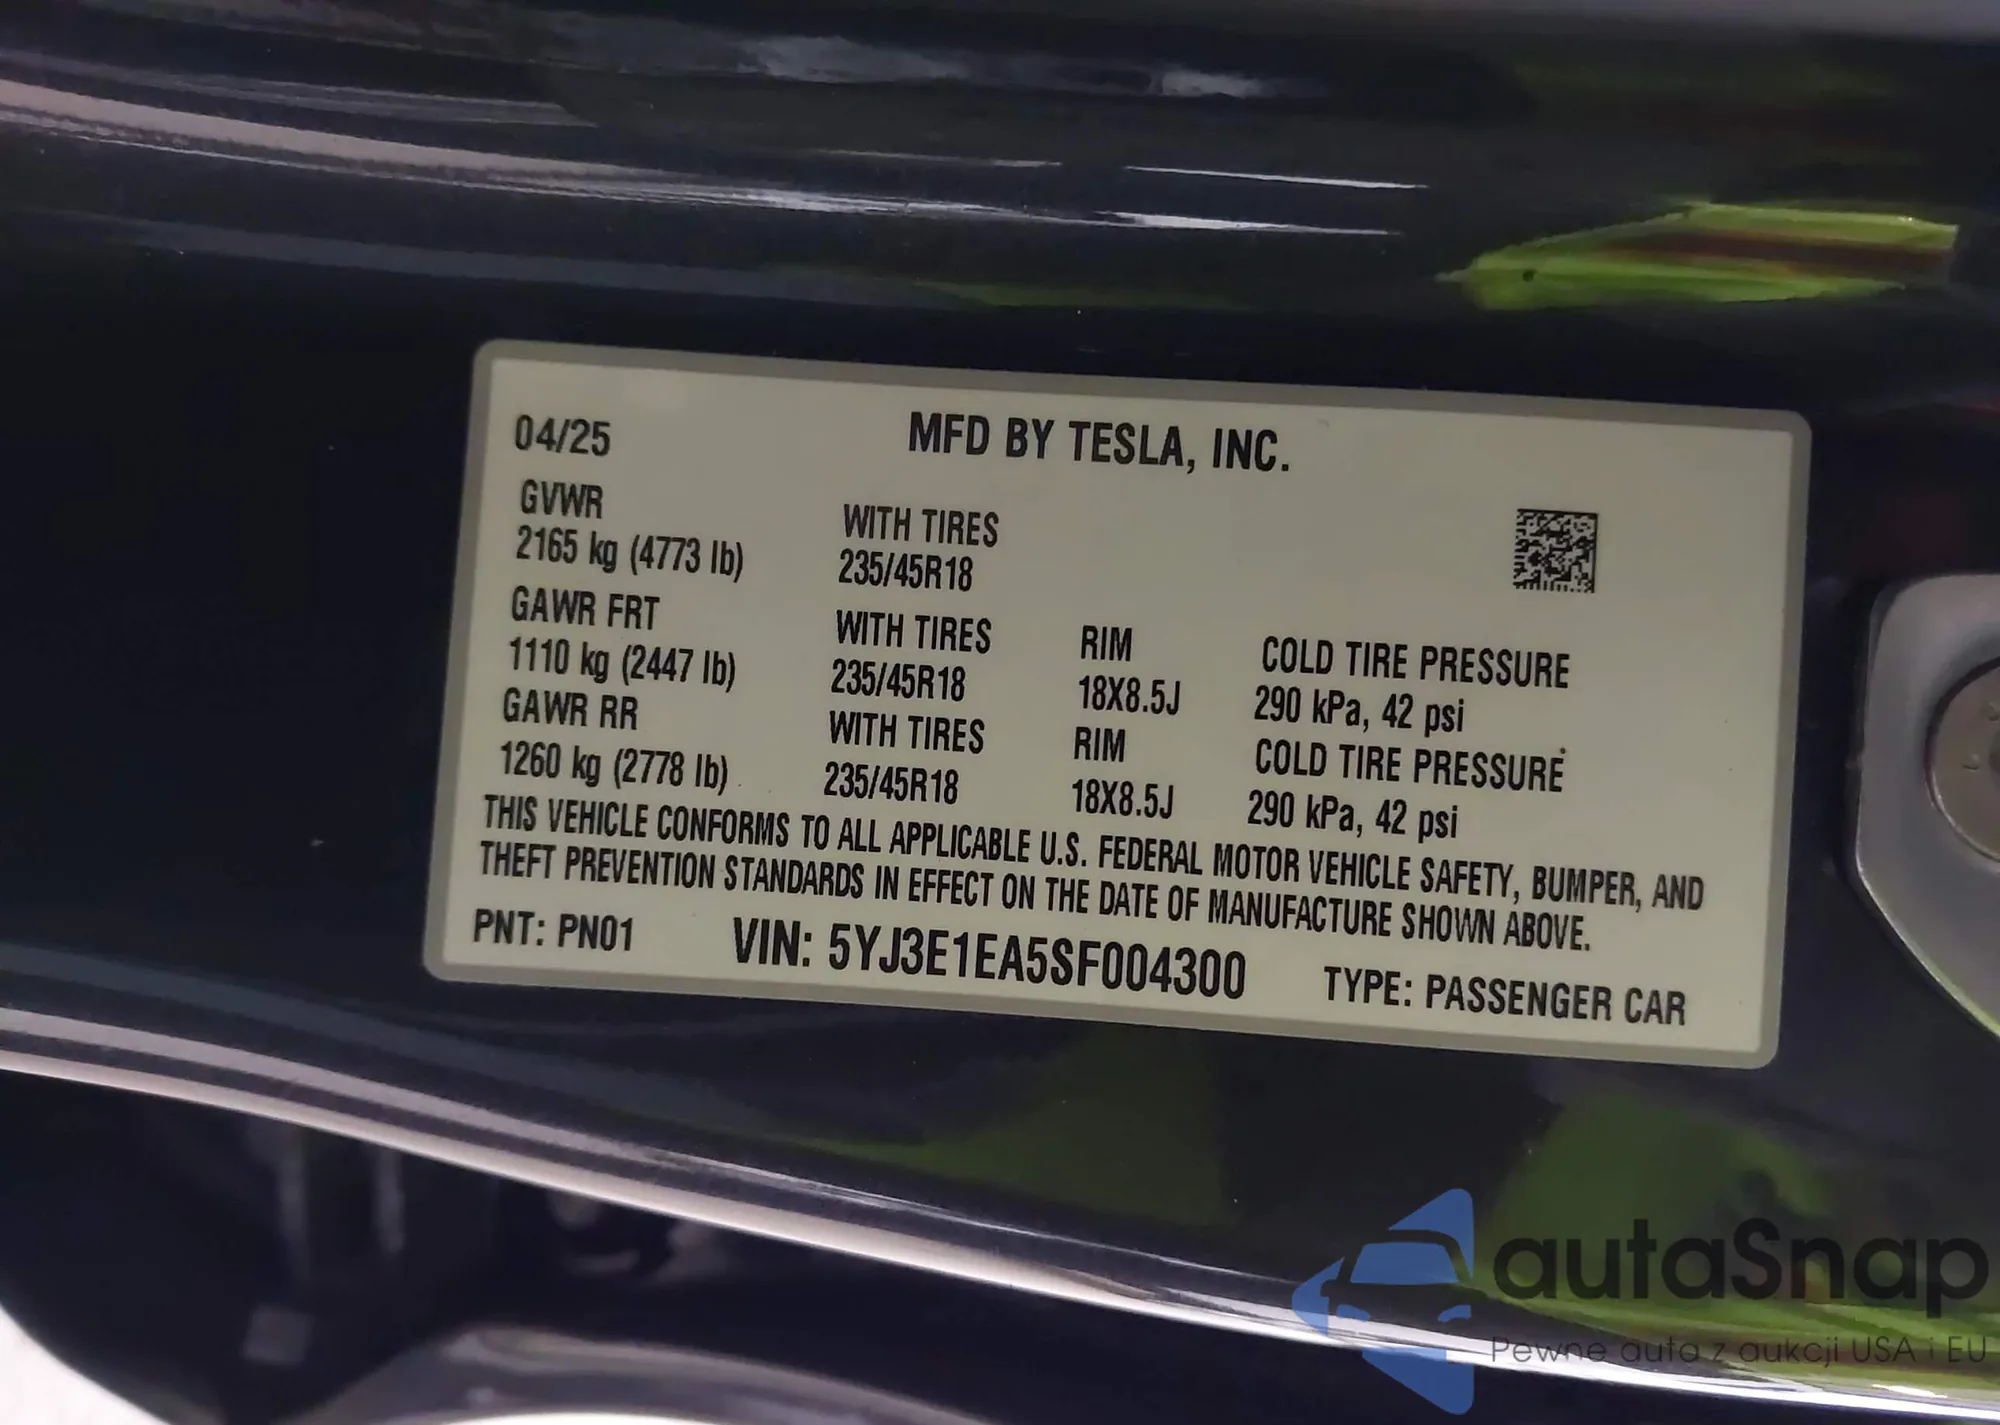 04/25 MFD BY TESLA, INC.
GVWR WITH TIRES
2165 kg (4773 lb) 235/45R18
GAWR FRT WITH TIRES RIM COLD TIRE PRESSURE
1110 kg (2447 lb) 235/45R18 18X8.5J 290 kPa, 42 psi
GAWR RR WITH TIRES RIM COLD TIRE PRESSURE
1260 kg (2778 lb) 235/45R18 18X8.5J 290 kPa, 42 psi
THIS VEHICLE CONFORMS TO ALL APPLICABLE U.S. FEDERAL MOTOR VEHICLE SAFETY, BUMPER, AND
THEFT PREVENTION STANDARDS IN EFFECT ON THE DATE OF MANUFACTURE SHOWN ABOVE.
PNT: PN01 VIN: 5YJ3E1EA5SF004300 TYPE: PASSENGER CAR
autaSnap
Pewne auta z aukcji USA i EU